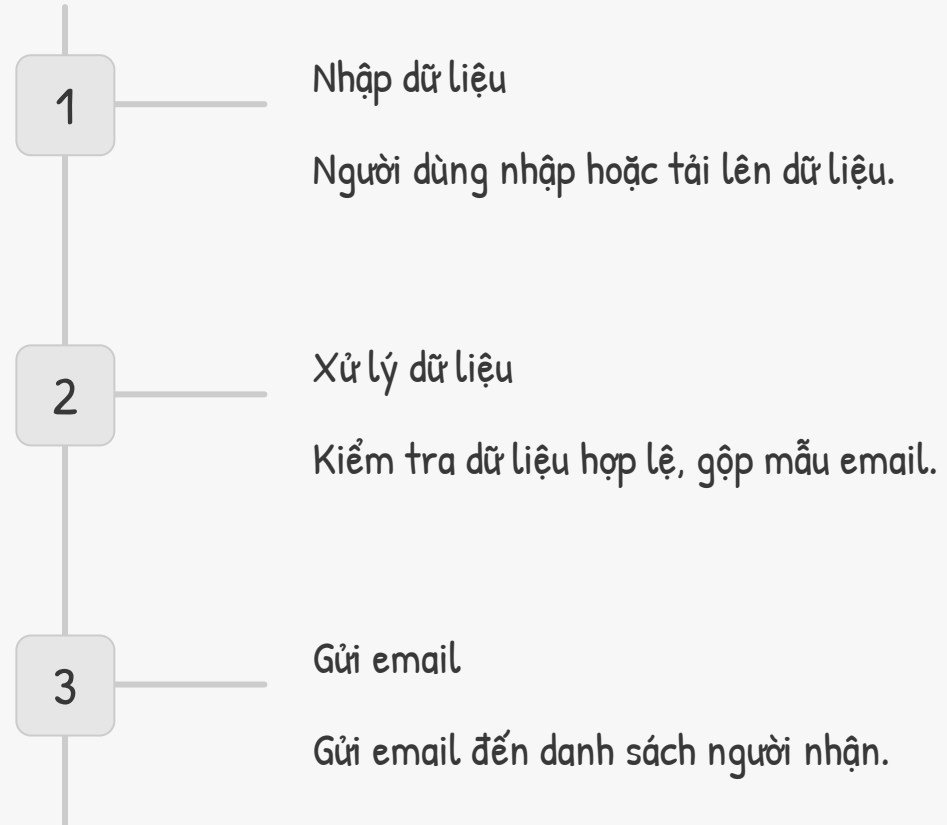 1
Nhập dữ liệu
Người dùng nhập hoặc tải lên dữ liệu.
2
Xử lý dữ liệu
Kiểm tra dữ liệu hợp lệ, gộp mẫu email.
3
Gửi email
Gửi email đến danh sách người nhận.